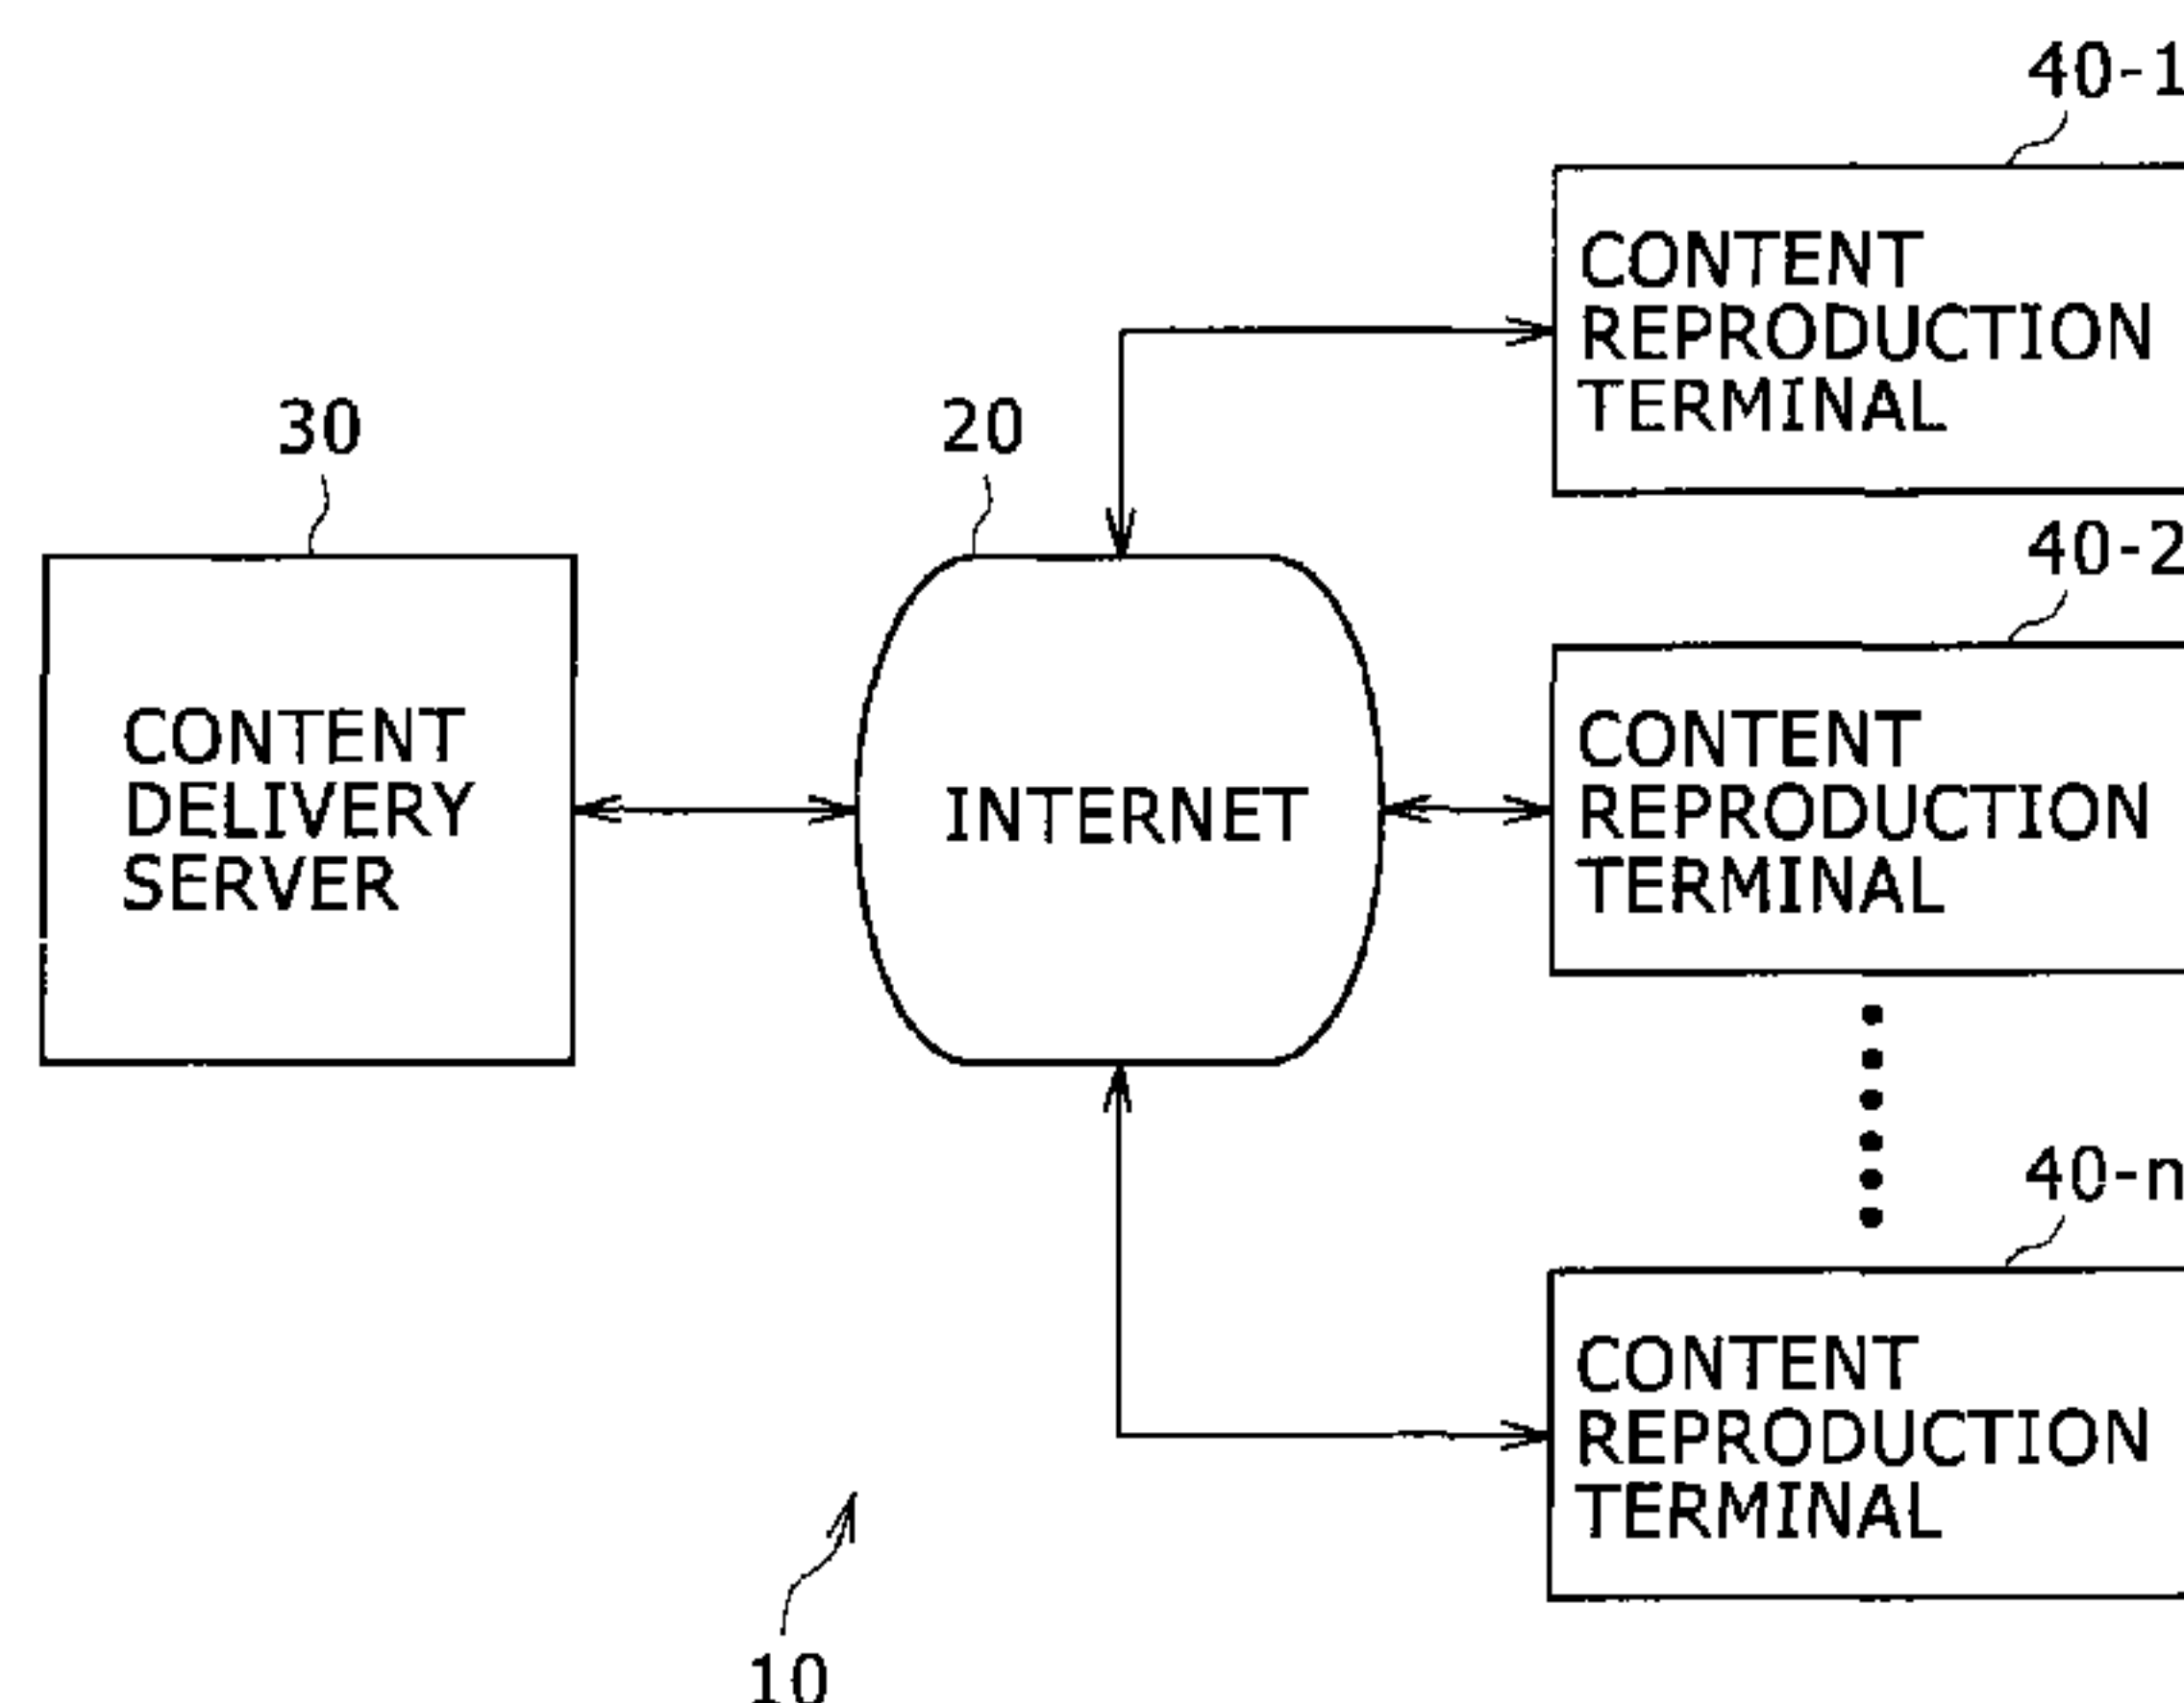 40-1
CONTENT
REPRODUCTION
TERMINAL
30
20
40-2
CONTENT
DELIVERY
SERVER
INTERNET
CONTENT
REPRODUCTION
TERMINAL
40-n
CONTENT
REPRODUCTION
TERMINAL
10